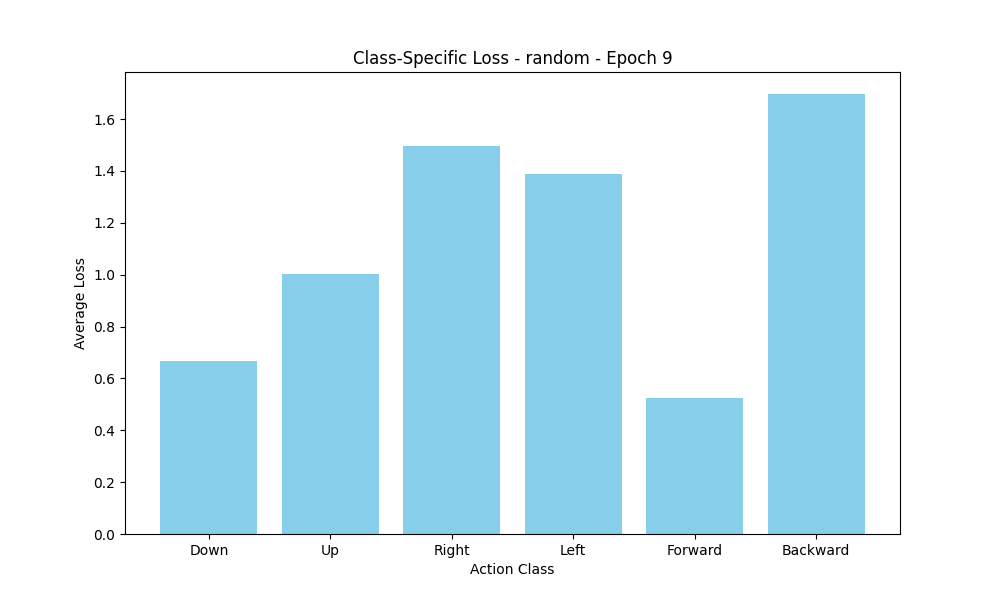 Class-Specific Loss - random - Epoch 9
Average Loss
1.6
1.4
1.2
1.0
0.8
0.6
0.4
0.2
0.0
Down Up Right Left Forward Backward
Action Class